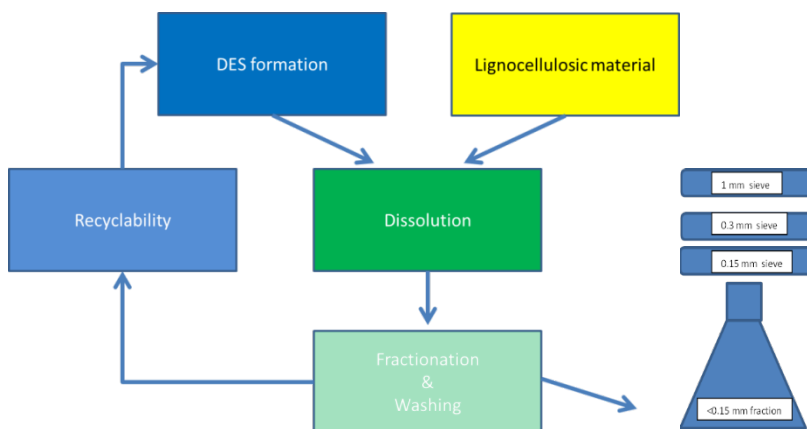 DES formation
Lignocellulosic material
Recyclability
Dissolution
1 mm sieve
0.3 mm sieve
0.15 mm sieve
Fractionation
&
Washing
<0.15 mm fraction